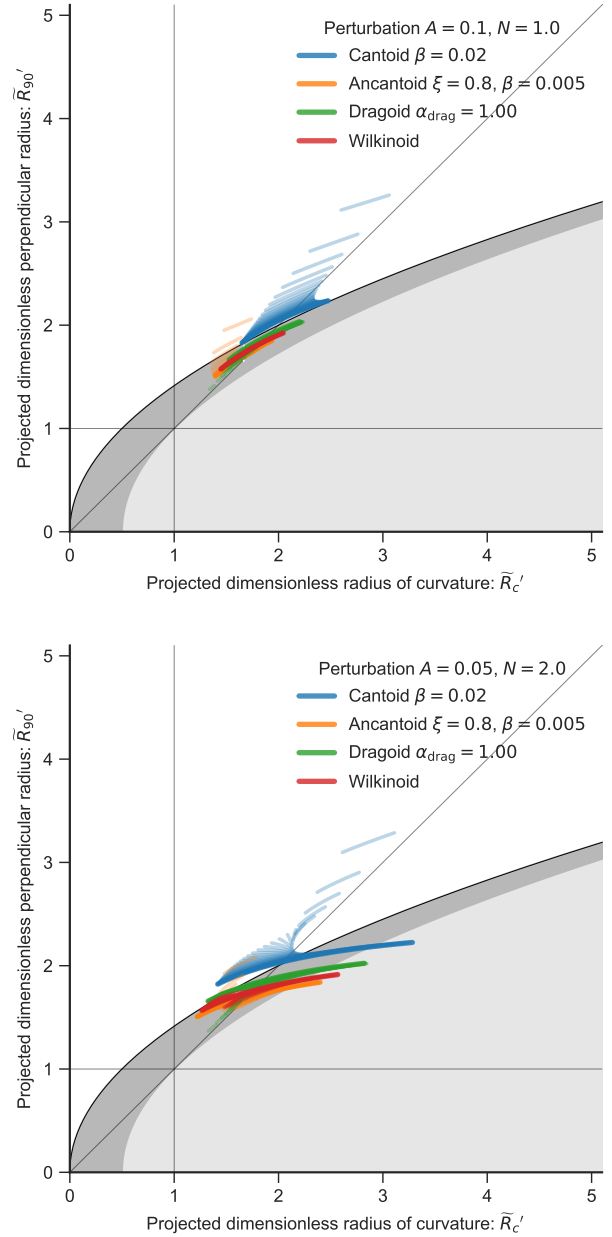 Perturbation A = 0.1, N = 1.0
Cantoid β = 0.02
Ancantoid ξ = 0.8, β = 0.005
Dragoid α_drag = 1.00
Wilkinoid
Projected dimensionless perpendicular radius: R̃₉₀′
5
4
3
2
1
0
0 1 2 3 4 5
Projected dimensionless radius of curvature: R̃_c′
Perturbation A = 0.05, N = 2.0
Cantoid β = 0.02
Ancantoid ξ = 0.8, β = 0.005
Dragoid α_drag = 1.00
Wilkinoid
Projected dimensionless perpendicular radius: R̃₉₀′
5
4
3
2
1
0
0 1 2 3 4 5
Projected dimensionless radius of curvature: R̃_c′